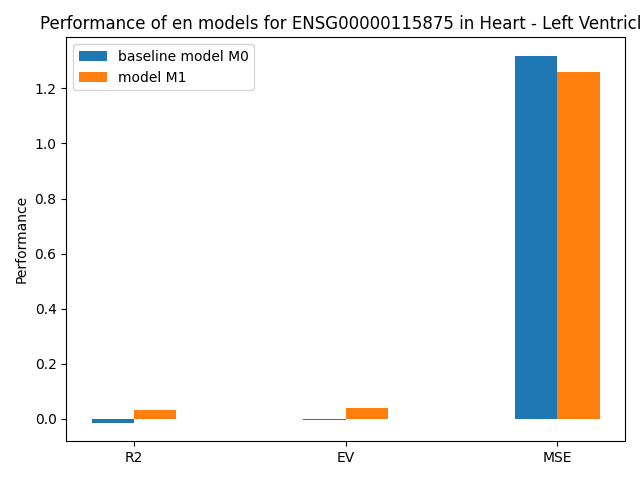 Performance of en models for ENSG00000115875 in Heart - Left Ventricl
baseline model M0
model M1
Performance
1.2
1.0
0.8
0.6
0.4
0.2
0.0
R2
EV
MSE